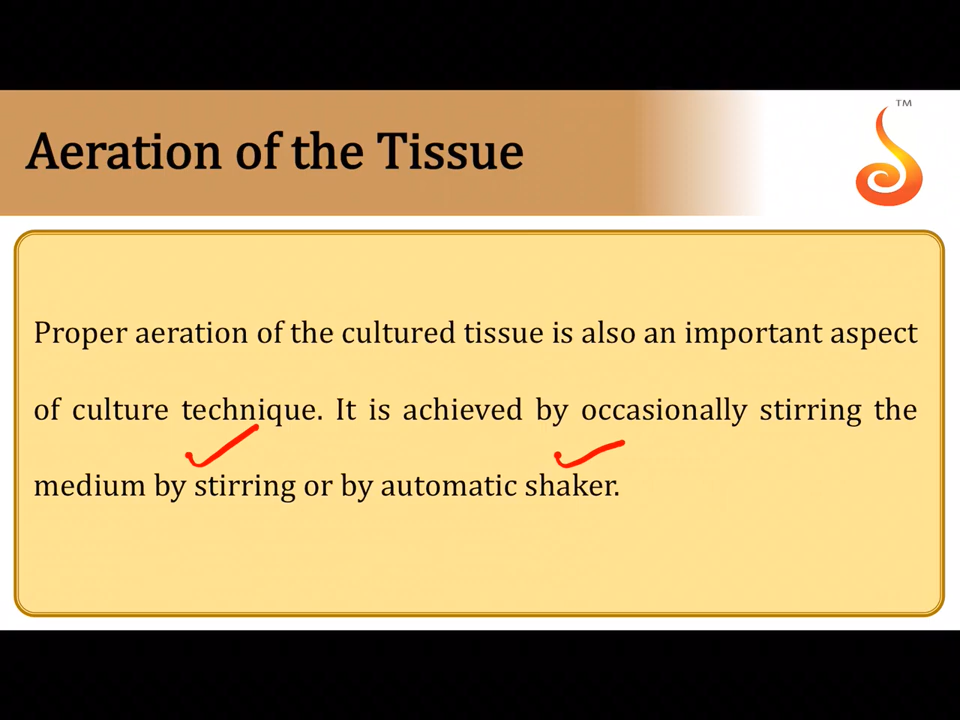 Aeration of the Tissue
TM
Proper aeration of the cultured tissue is also an important aspect
of culture technique. It is achieved by occasionally stirring the
medium by stirring or by automatic shaker.